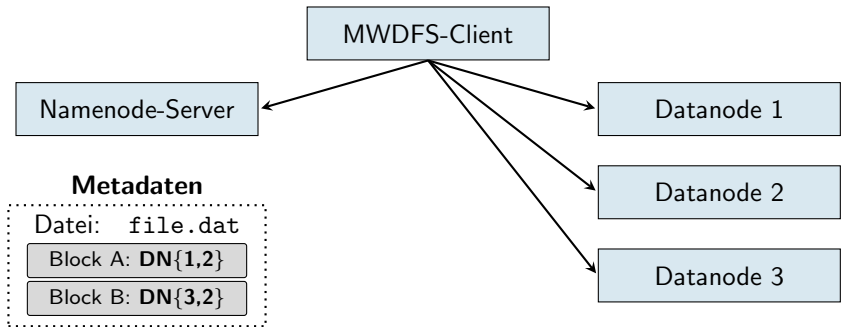 MWDFS-Client
Namenode-Server
Datanode 1
Datanode 2
Datanode 3
Metadaten
Datei: file.dat
Block A: DN{1,2}
Block B: DN{3,2}